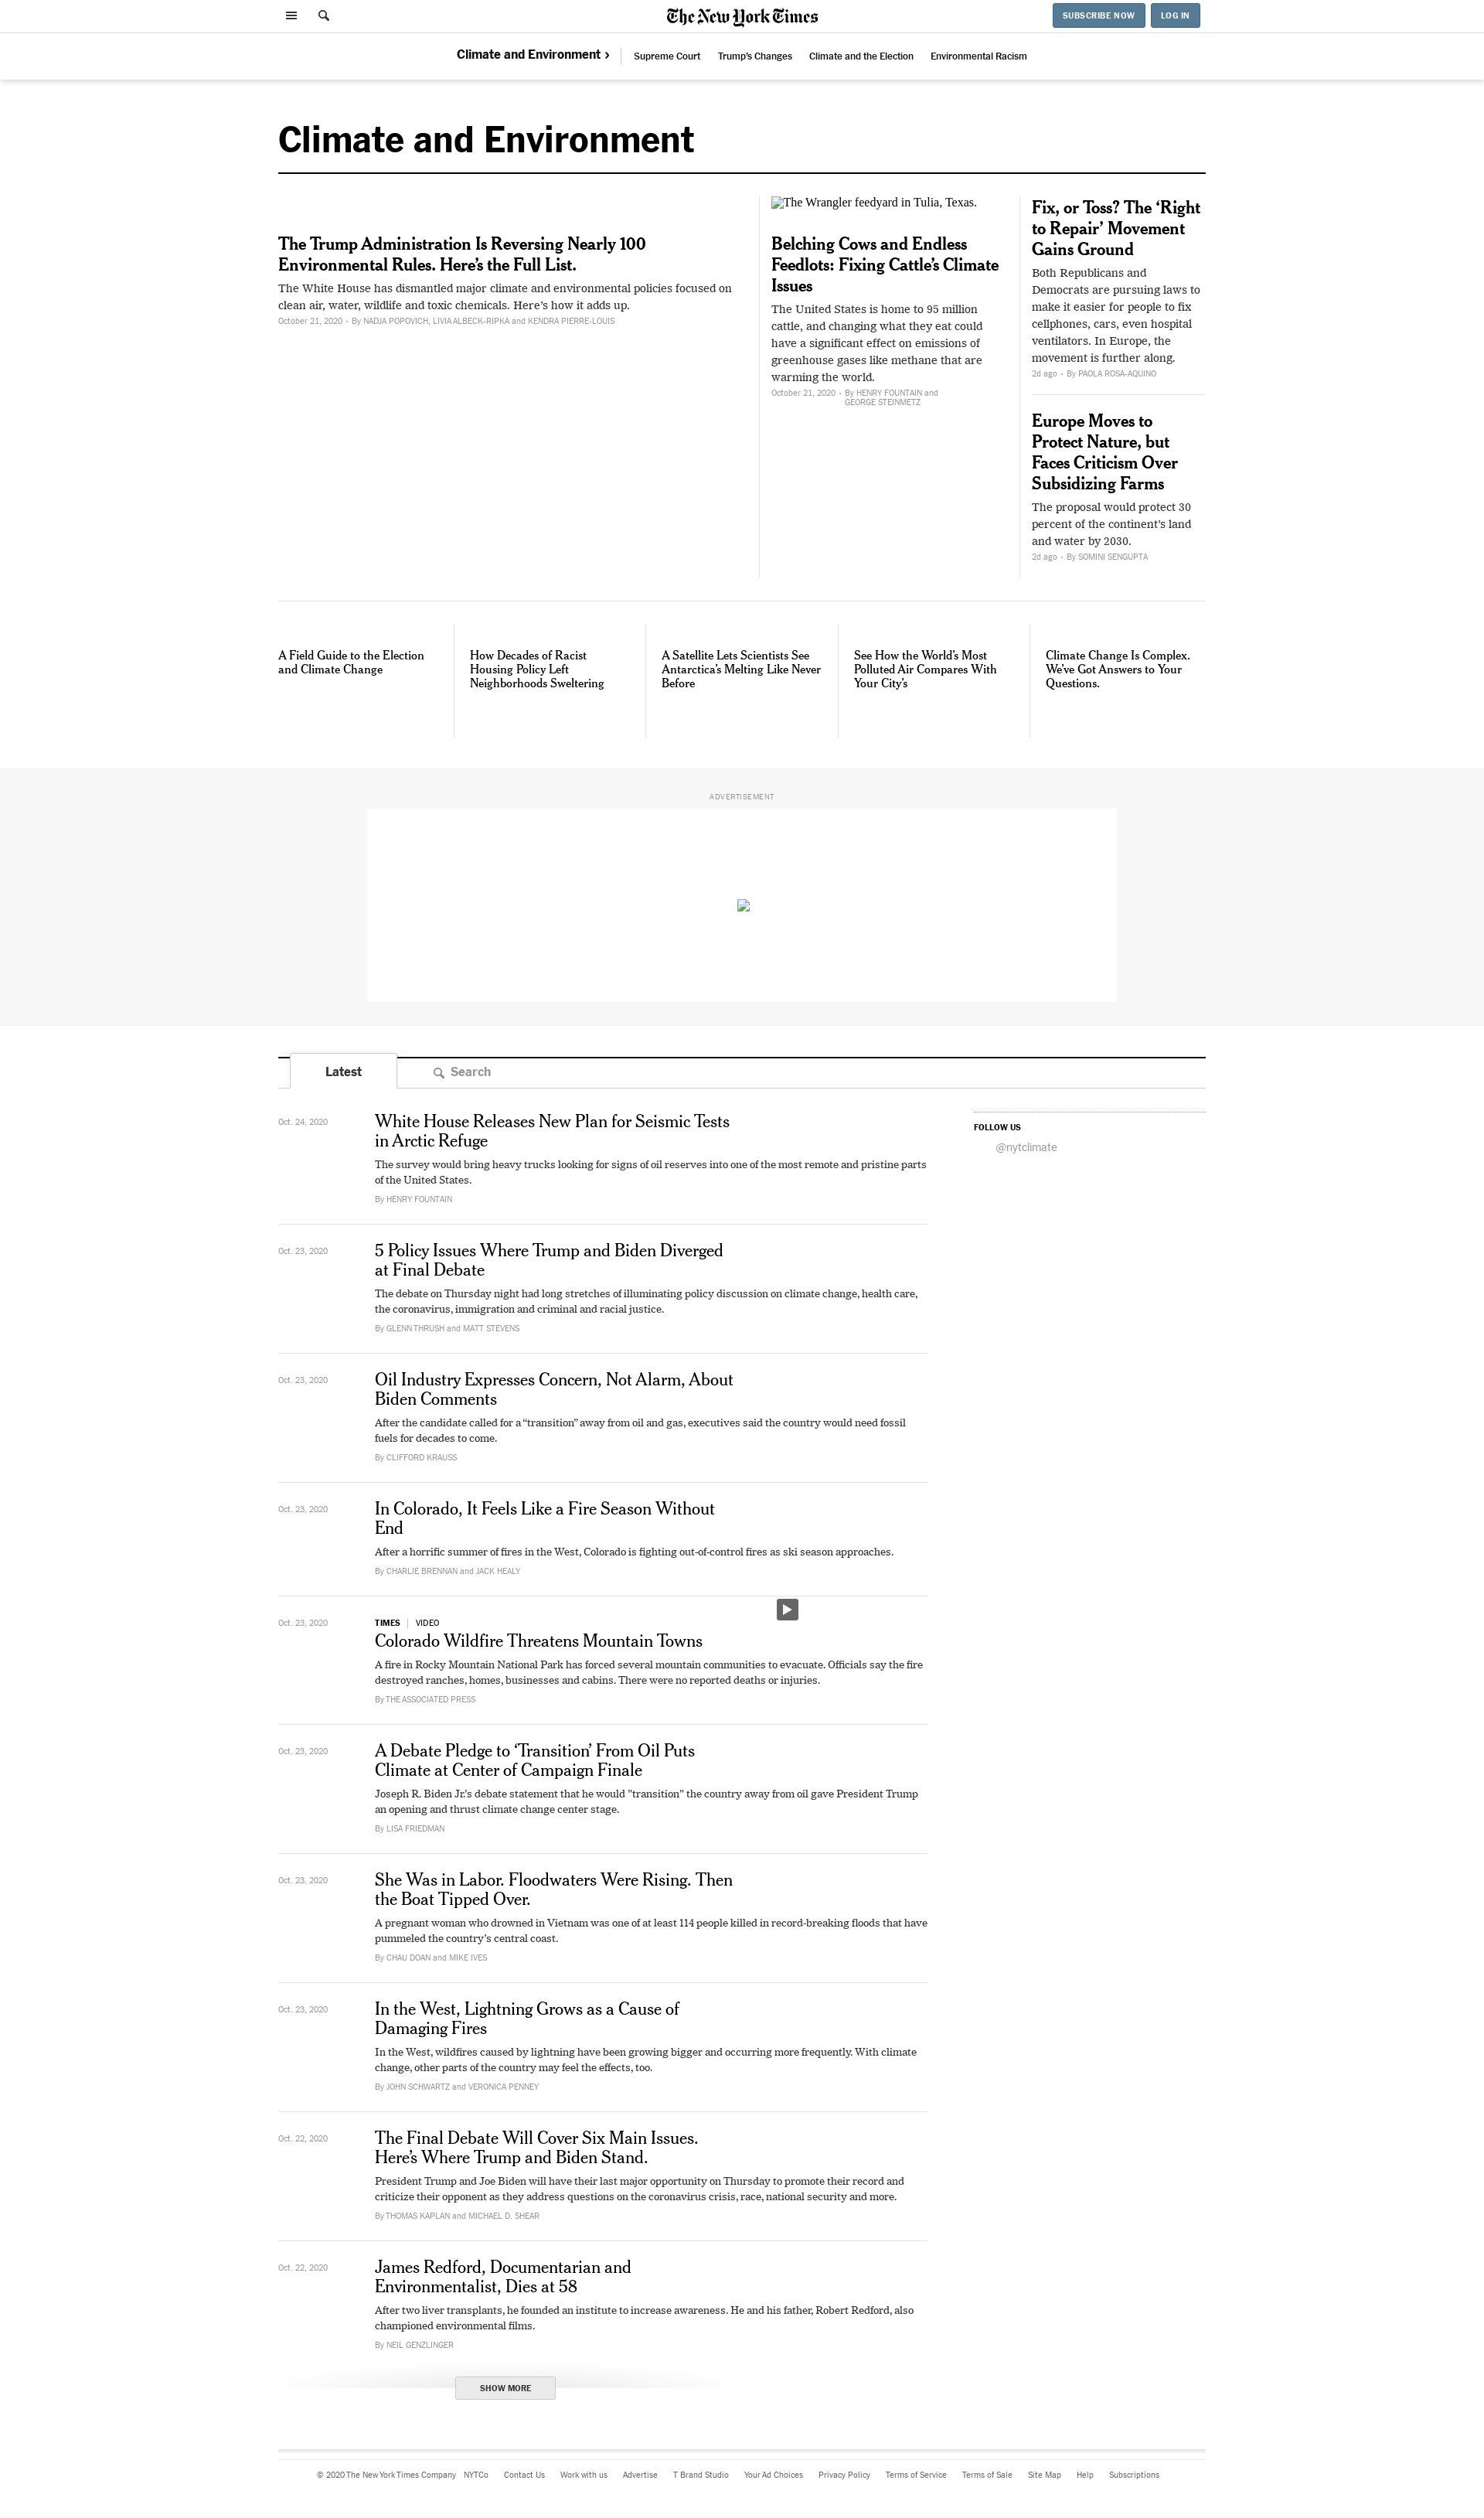 The New York Times
SUBSCRIBE NOW
LOG IN
Climate and Environment ›
Supreme Court
Trump's Changes
Climate and the Election
Environmental Racism
Climate and Environment
The Trump Administration Is Reversing Nearly 100
Environmental Rules. Here’s the Full List.
The White House has dismantled major climate and environmental policies focused on
clean air, water, wildlife and toxic chemicals. Here’s how it adds up.
October 21, 2020 • By NADJA POPOVICH, LIVIA ALBECK-RIPKA and KENDRA PIERRE-LOUIS
The Wrangler feedyard in Tulia, Texas.
Belching Cows and Endless
Feedlots: Fixing Cattle’s Climate
Issues
The United States is home to 95 million
cattle, and changing what they eat could
have a significant effect on emissions of
greenhouse gases like methane that are
warming the world.
October 21, 2020 • By HENRY FOUNTAIN and
GEORGE STEINMETZ
Fix, or Toss? The ‘Right
to Repair’ Movement
Gains Ground
Both Republicans and
Democrats are pursuing laws to
make it easier for people to fix
cellphones, cars, even hospital
ventilators. In Europe, the
movement is further along.
2d ago • By PAOLA ROSA-AQUINO
Europe Moves to
Protect Nature, but
Faces Criticism Over
Subsidizing Farms
The proposal would protect 30
percent of the continent’s land
and water by 2030.
2d ago • By SOMINI SENGUPTA
A Field Guide to the Election
and Climate Change
How Decades of Racist
Housing Policy Left
Neighborhoods Sweltering
A Satellite Lets Scientists See
Antarctica’s Melting Like Never
Before
See How the World’s Most
Polluted Air Compares With
Your City’s
Climate Change Is Complex.
We’ve Got Answers to Your
Questions.
ADVERTISEMENT
Latest
Search
Oct. 24, 2020
White House Releases New Plan for Seismic Tests
in Arctic Refuge
The survey would bring heavy trucks looking for signs of oil reserves into one of the most remote and pristine parts
of the United States.
By HENRY FOUNTAIN
FOLLOW US
@nytclimate
Oct. 23, 2020
5 Policy Issues Where Trump and Biden Diverged
at Final Debate
The debate on Thursday night had long stretches of illuminating policy discussion on climate change, health care,
the coronavirus, immigration and criminal and racial justice.
By GLENN THRUSH and MATT STEVENS
Oct. 23, 2020
Oil Industry Expresses Concern, Not Alarm, About
Biden Comments
After the candidate called for a “transition” away from oil and gas, executives said the country would need fossil
fuels for decades to come.
By CLIFFORD KRAUSS
Oct. 23, 2020
In Colorado, It Feels Like a Fire Season Without
End
After a horrific summer of fires in the West, Colorado is fighting out-of-control fires as ski season approaches.
By CHARLIE BRENNAN and JACK HEALY
Oct. 23, 2020
TIMES | VIDEO
Colorado Wildfire Threatens Mountain Towns
A fire in Rocky Mountain National Park has forced several mountain communities to evacuate. Officials say the fire
destroyed ranches, homes, businesses and cabins. There were no reported deaths or injuries.
By THE ASSOCIATED PRESS
Oct. 23, 2020
A Debate Pledge to ‘Transition’ From Oil Puts
Climate at Center of Campaign Finale
Joseph R. Biden Jr.'s debate statement that he would "transition" the country away from oil gave President Trump
an opening and thrust climate change center stage.
By LISA FRIEDMAN
Oct. 23, 2020
She Was in Labor. Floodwaters Were Rising. Then
the Boat Tipped Over.
A pregnant woman who drowned in Vietnam was one of at least 114 people killed in record-breaking floods that have
pummeled the country’s central coast.
By CHAU DOAN and MIKE IVES
Oct. 23, 2020
In the West, Lightning Grows as a Cause of
Damaging Fires
In the West, wildfires caused by lightning have been growing bigger and occurring more frequently. With climate
change, other parts of the country may feel the effects, too.
By JOHN SCHWARTZ and VERONICA PENNEY
Oct. 22, 2020
The Final Debate Will Cover Six Main Issues.
Here’s Where Trump and Biden Stand.
President Trump and Joe Biden will have their last major opportunity on Thursday to promote their record and
criticize their opponent as they address questions on the coronavirus crisis, race, national security and more.
By THOMAS KAPLAN and MICHAEL D. SHEAR
Oct. 22, 2020
James Redford, Documentarian and
Environmentalist, Dies at 58
After two liver transplants, he founded an institute to increase awareness. He and his father, Robert Redford, also
championed environmental films.
By NEIL GENZLINGER
SHOW MORE
© 2020 The New York Times Company NYTCo Contact Us Work with us Advertise T Brand Studio Your Ad Choices Privacy Policy Terms of Service Terms of Sale Site Map Help Subscriptions